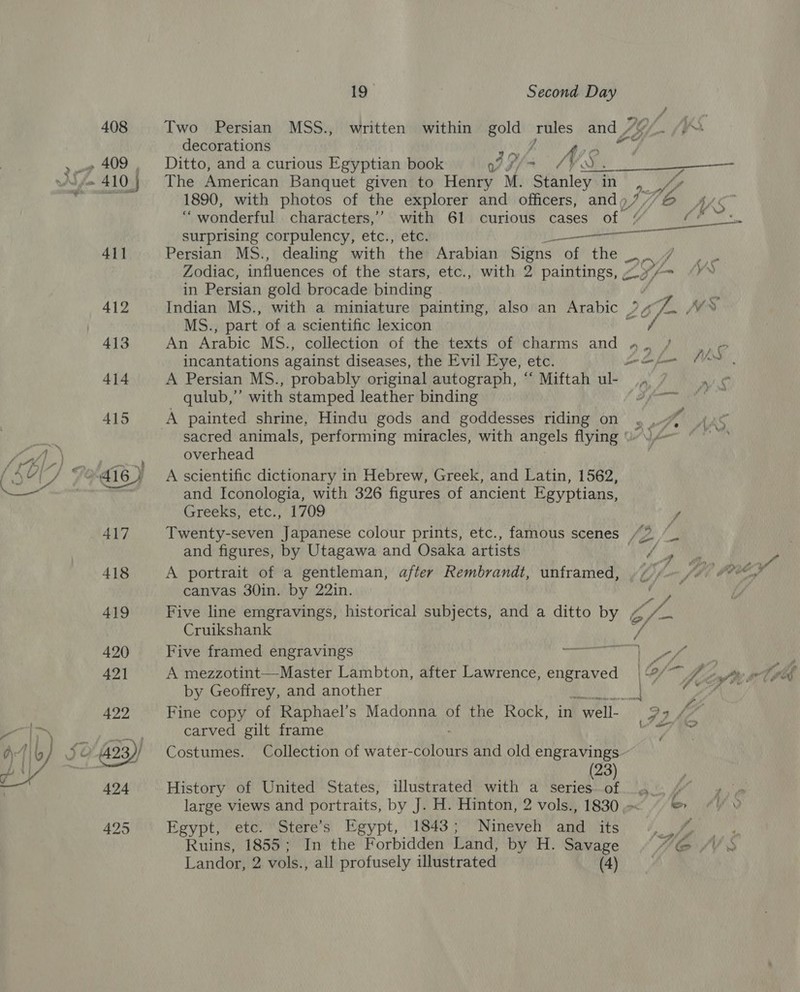 19 Second Day
408 Two Persian MSS., written within gold rules and
decorations
409 Ditto, and a curious Egyptian book
410 The American Banquet given to Henry M. Stanley in
1890, with photos of the explorer and officers, and
“wonderful characters,” with 61 curious cases of
surprising corpulency, etc., etc.
411 Persian MS., dealing with the Arabian Signs of the
Zodiac, influences of the stars, etc., with 2 paintings,
in Persian gold brocade binding
412 Indian MS., with a miniature painting, also an Arabic
MS., part of a scientific lexicon
413 An Arabic MS., collection of the texts of charms and
incantations against diseases, the Evil Eye, etc.
414 A Persian MS., probably original autograph, “Miftah ul-
qulub,” with stamped leather binding
415 A painted shrine, Hindu gods and goddesses riding on
sacred animals, performing miracles, with angels flying
overhead
416 A scientific dictionary in Hebrew, Greek, and Latin, 1562,
and Iconologia, with 326 figures of ancient Egyptians,
Greeks, etc., 1709
417 Twenty-seven Japanese colour prints, etc., famous scenes
and figures, by Utagawa and Osaka artists
418 A portrait of a gentleman, after Rembrandt, unframed,
canvas 30in. by 22in.
419 Five line emgravings, historical subjects, and a ditto by
Cruikshank
420 Five framed engravings
421 A mezzotint—Master Lambton, after Lawrence, engraved
by Geoffrey, and another
422 Fine copy of Raphael's Madonna of the Rock, in well-
carved gilt frame
423 Costumes. Collection of water-colours and old engravings
(23)
424 History of United States, illustrated with a series of
large views and portraits, by J. H. Hinton, 2 vols., 1830
425 Egypt, etc. Stere's Egypt, 1843; Nineveh and its
Ruins, 1855; In the Forbidden Land, by H. Savage
Landor, 2 vols., all profusely illustrated (4)